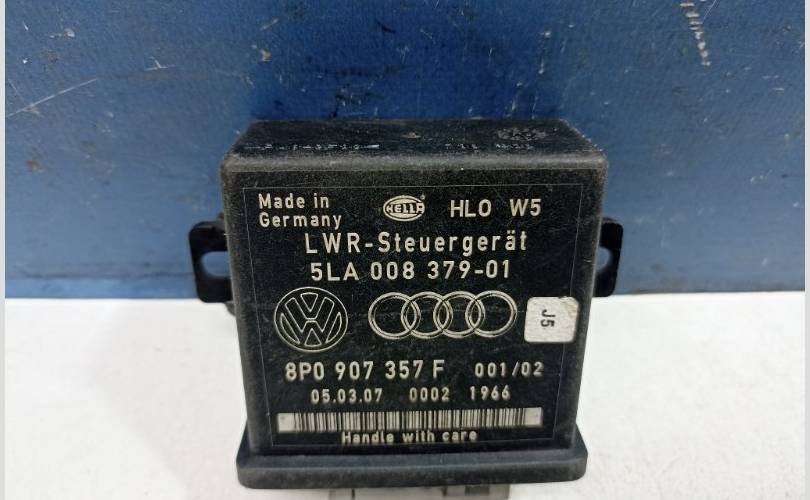 Made in
Germany
HELLA
HLO W5
LWR-Steuergerät
5LA 008 379-01
J5
8P0 907 357 F 001/02
05.03.07 0002 1966
Handle with care